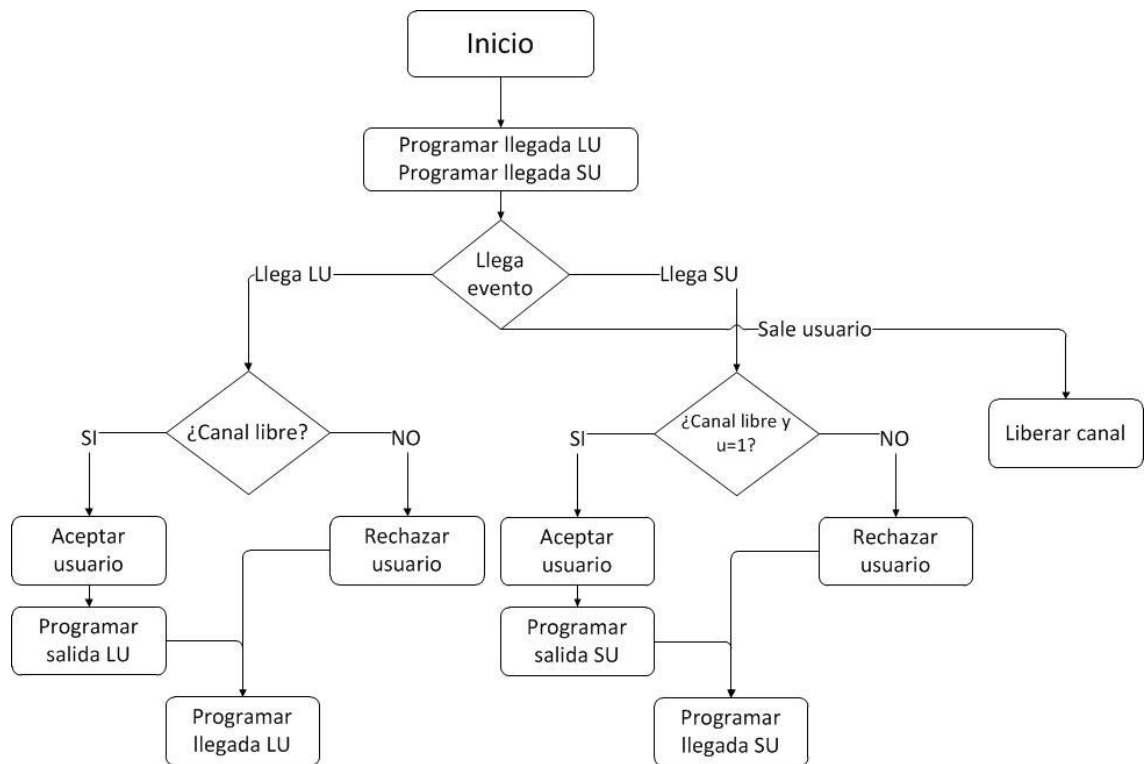 Inicio
Programar llegada LU
Programar llegada SU
Llega
evento
Llega LU
Llega SU
Sale usuario
¿Canal libre?
SI
NO
¿Canal libre y
u=1?
SI
NO
Liberar canal
Aceptar
usuario
Rechazar
usuario
Aceptar
usuario
Rechazar
usuario
Programar
salida LU
Programar
salida SU
Programar
llegada LU
Programar
llegada SU